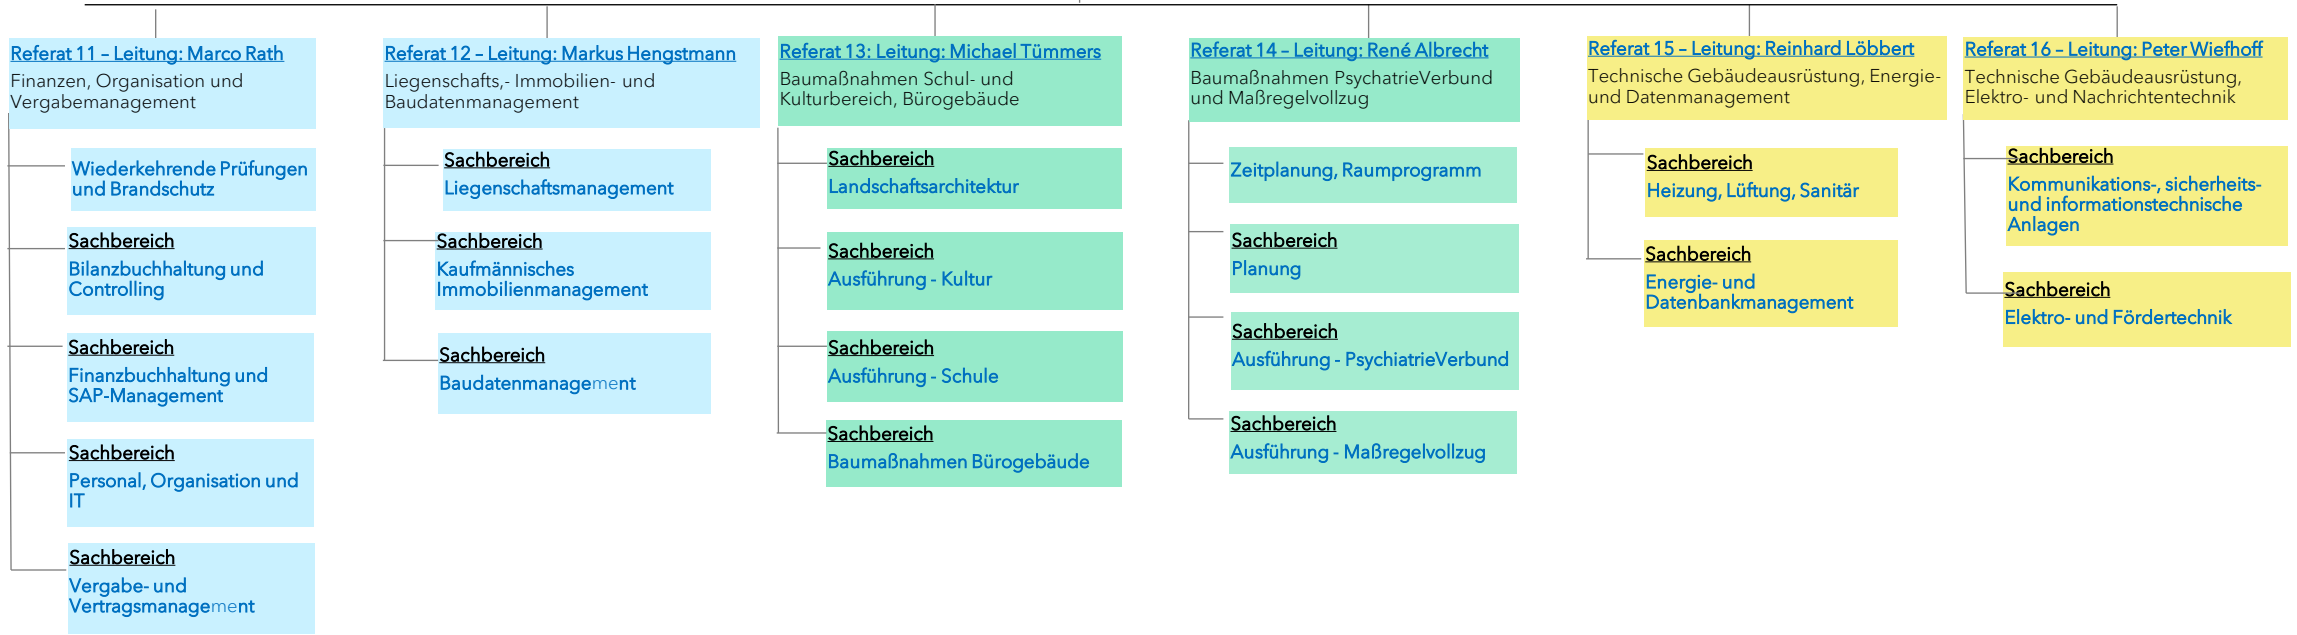 Referat 11 – Leitung: Marco Rath
Finanzen, Organisation und
Vergabemanagement
Wiederkehrende Prüfungen
und Brandschutz
Sachbereich
Bilanzbuchhaltung und
Controlling
Sachbereich
Finanzbuchhaltung und
SAP-Management
Sachbereich
Personal, Organisation und
IT
Sachbereich
Vergabe- und
Vertragsmanagement
Referat 12 – Leitung: Markus Hengstmann
Liegenschafts,- Immobilien- und
Baudatenmanagement
Sachbereich
Liegenschaftsmanagement
Sachbereich
Kaufmännisches
Immobilienmanagement
Sachbereich
Baudatenmanagement
Referat 13: Leitung: Michael Tümmers
Baumaßnahmen Schul- und
Kulturbereich, Bürogebäude
Sachbereich
Landschaftsarchitektur
Sachbereich
Ausführung - Kultur
Sachbereich
Ausführung - Schule
Sachbereich
Baumaßnahmen Bürogebäude
Referat 14 – Leitung: René Albrecht
Baumaßnahmen PsychatrieVerbund
und Maßregelvollzug
Zeitplanung, Raumprogramm
Sachbereich
Planung
Sachbereich
Ausführung - PsychiatrieVerbund
Sachbereich
Ausführung - Maßregelvollzug
Referat 15 – Leitung: Reinhard Löbbert
Technische Gebäudeausrüstung, Energie-
und Datenmanagement
Sachbereich
Heizung, Lüftung, Sanitär
Sachbereich
Energie- und
Datenbankmanagement
Referat 16 – Leitung: Peter Wiefhoff
Technische Gebäudeausrüstung,
Elektro- und Nachrichtentechnik
Sachbereich
Kommunikations-, sicherheits-
und informationstechnische
Anlagen
Sachbereich
Elektro- und Fördertechnik